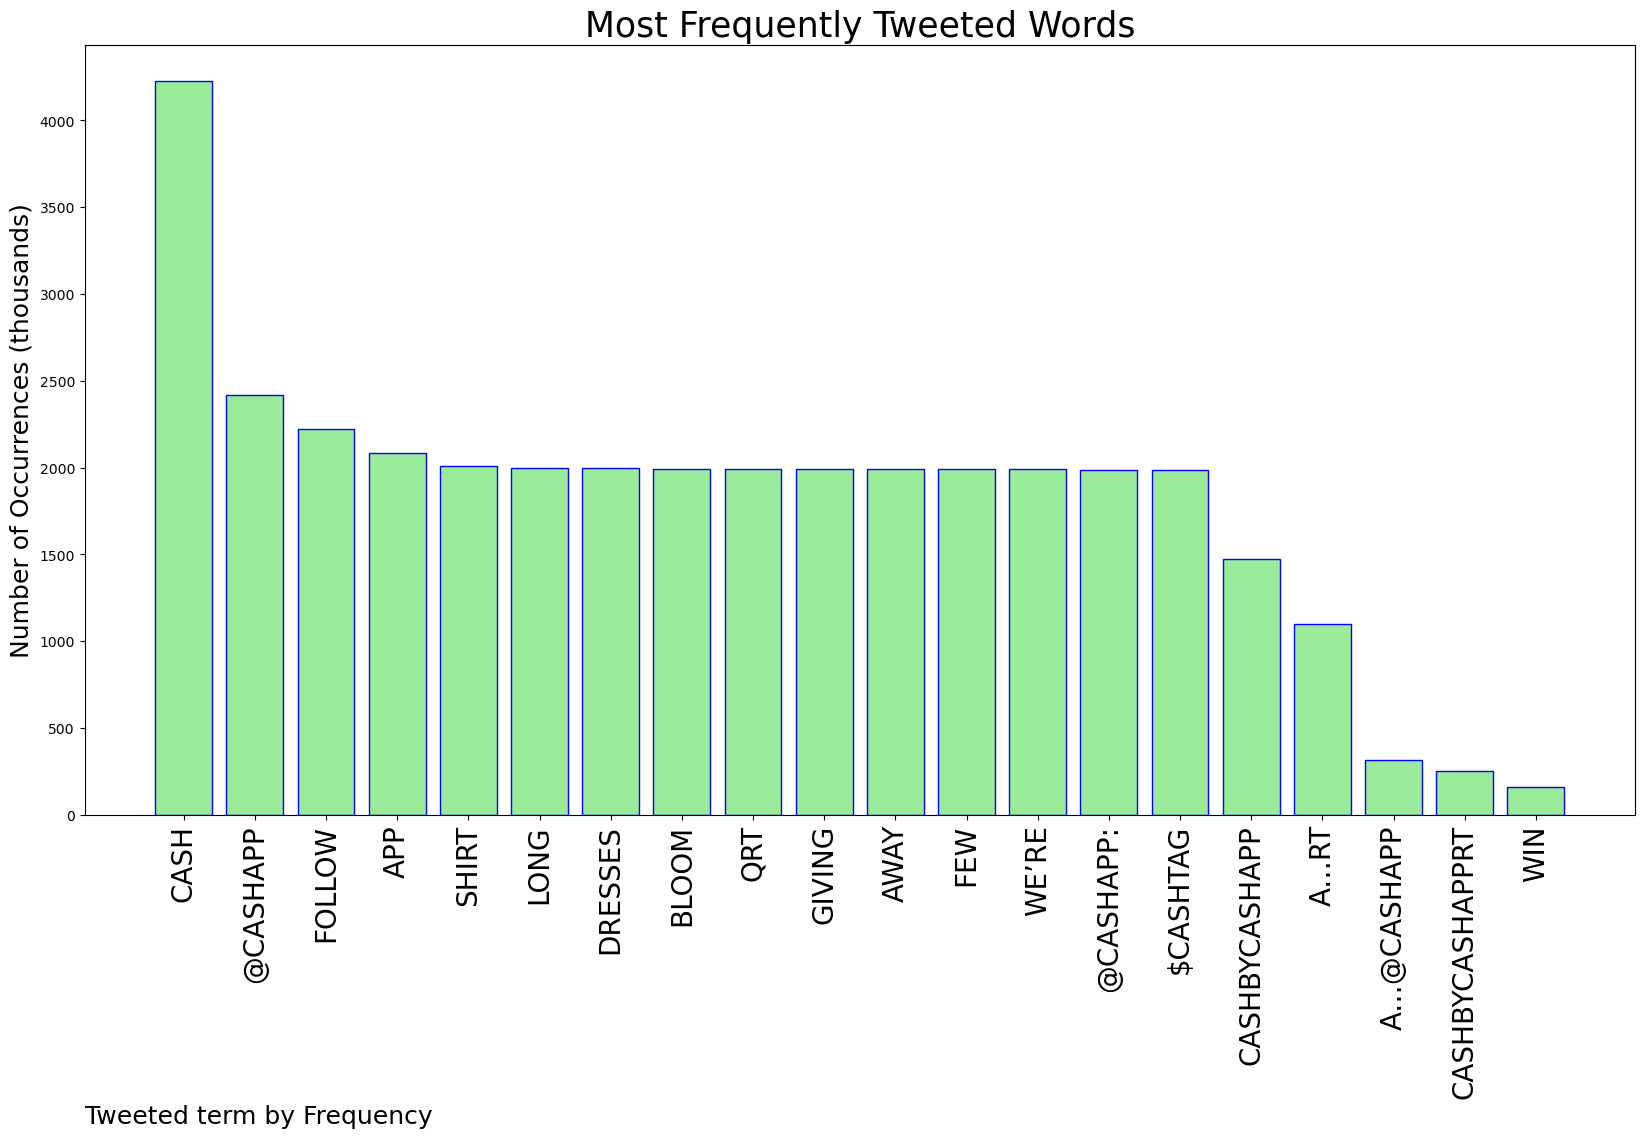 Most Frequently Tweeted Words
Number of Occurrences (thousands)
4000
3500
3000
2500
2000
1500
1000
500
0
CASH
@CASHAPP
FOLLOW
APP
SHIRT
LONG
DRESSES
BLOOM
QRT
GIVING
AWAY
FEW
WE’RE
@CASHAPP:
$CASHTAG
CASHBYCASHAPP
A…RT
A…@CASHAPP
CASHBYCASHAPPRT
WIN
Tweeted term by Frequency